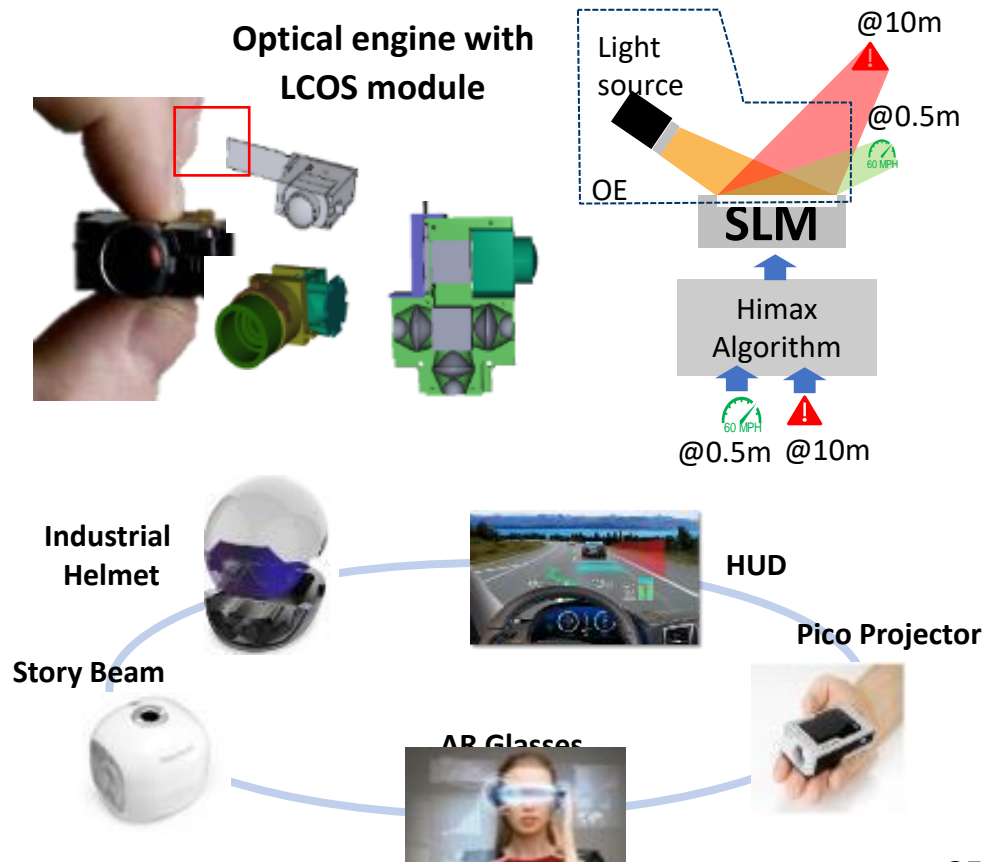 Optical engine with
LCOS module
Light
source
@10m
@0.5m
60 MPH
OE
SLM
Himax
Algorithm
60 MPH
@0.5m @10m
Industrial
Helmet
HUD
Pico Projector
Story Beam
AR Glasses